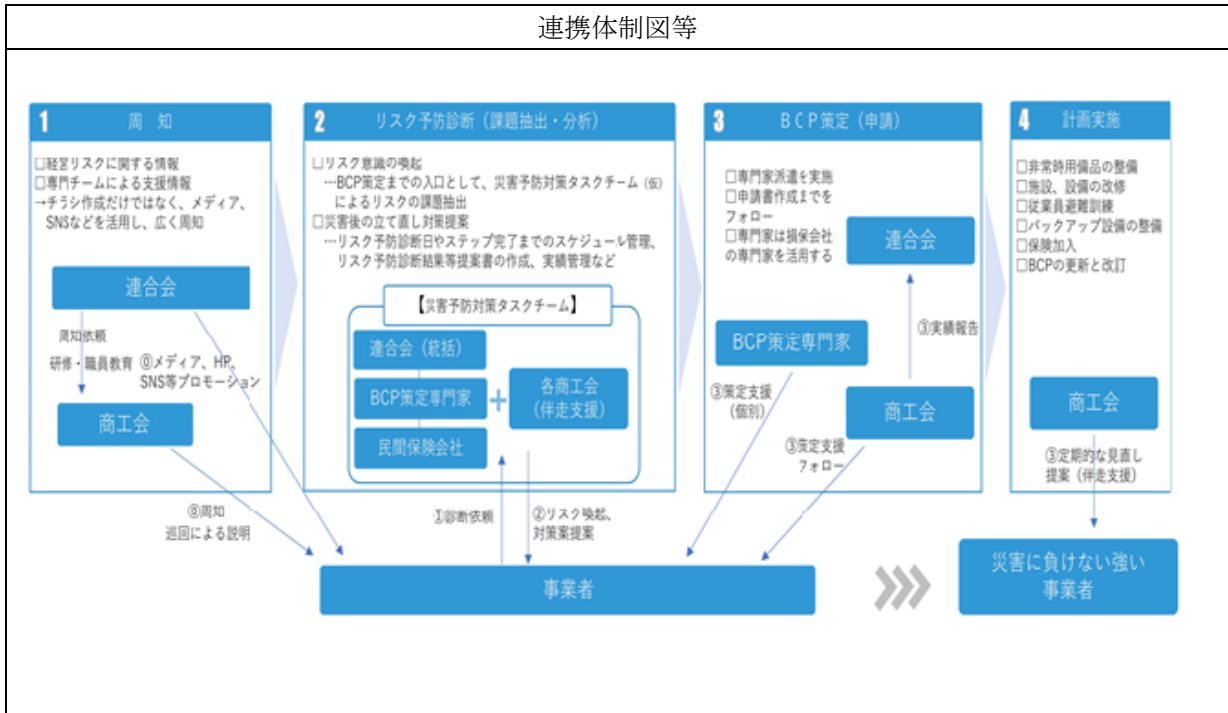 連携体制図等
1 周 知
□経営リスクに関する情報
□専門チームによる支援情報
→チラシ作成だけではなく、メディア、
SNSなどを活用し、広く周知
連合会
周知依頼
研修・職員教育
⓪メディア、HP、
SNS等プロモーション
商工会
⓪周知
巡回による説明
2 リスク予防診断（課題抽出・分析）
□リスク意識の喚起
…BCP策定までの入口として、災害予防対策タスクチーム（仮）
によるリスクの課題抽出
□災害後の立て直し対策提案
…リスク予防診断日やステップ完了までのスケジュール管理、
リスク予防診断結果等提案書の作成、実績管理など
【災害予防対策タスクチーム】
連合会（統括）
BCP策定専門家
民間保険会社
+
各商工会
（伴走支援）
①診断依頼
②リスク喚起、
対策案提案
3 BCP策定（申請）
□専門家派遣を実施
□申請書作成までを
フォロー
□専門家は損保会社
の専門家を活用する
連合会
③実績報告
BCP策定専門家
商工会
③策定支援
（個別）
③策定支援
フォロー
4 計画実施
□非常時用備品の整備
□施設、設備の改修
□従業員避難訓練
□バックアップ設備の整備
□保険加入
□BCPの更新と改訂
商工会
③定期的な見直し
提案（伴走支援）
事業者
災害に負けない強い
事業者